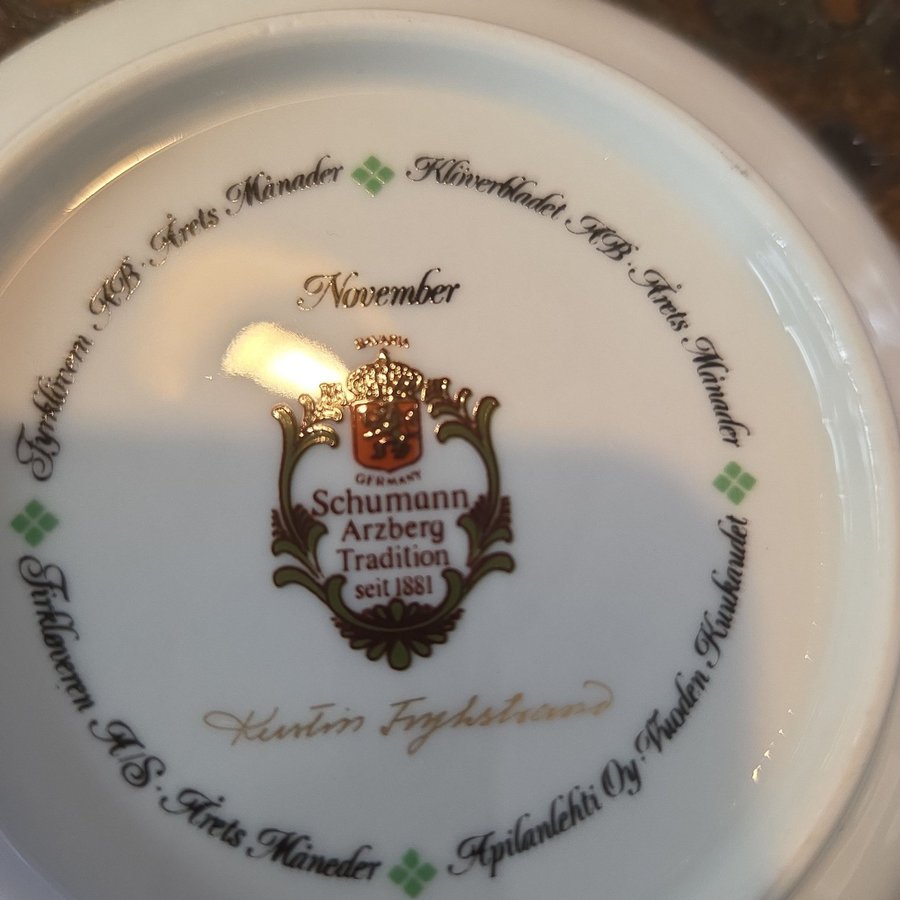 Klöverbladet AB · Årets Månader
Apilanlehti Oy · Vuoden Kuukaudet
Firkløveren A/S · Årets Måneder
Fyrklövern AB · Årets Månader
November
BAVARIA
GERMANY
Schumann
Arzberg
Tradition
seit 1881
Kerstin Frykstrand